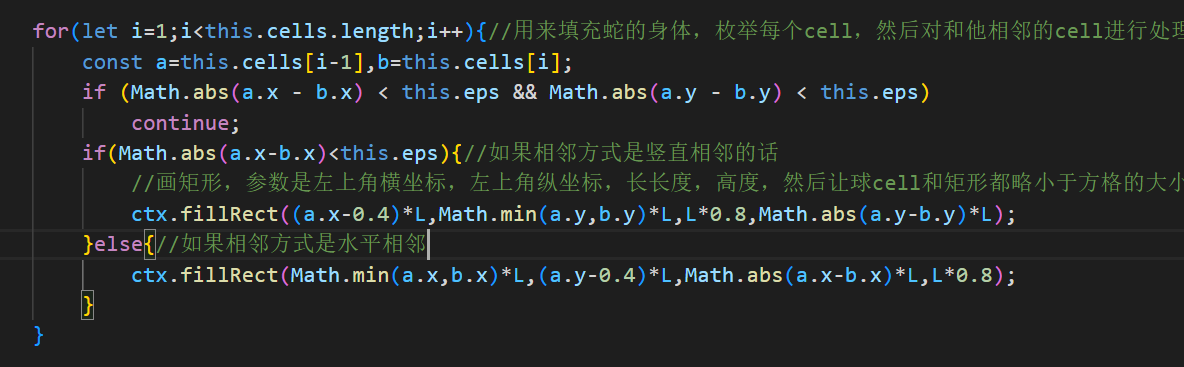 for(let i=1;i<this.cells.length;i++){//用来填充蛇的身体，枚举每个cell，然后对和他相邻的cell进行处理
const a=this.cells[i-1],b=this.cells[i];
if (Math.abs(a.x - b.x) < this.eps && Math.abs(a.y - b.y) < this.eps)
continue;
if(Math.abs(a.x-b.x)<this.eps){//如果相邻方式是竖直相邻的话
//画矩形，参数是左上角横坐标，左上角纵坐标，长长度，高度，然后让球cell和矩形都略小于方格的大小
ctx.fillRect((a.x-0.4)*L,Math.min(a.y,b.y)*L,L*0.8,Math.abs(a.y-b.y)*L);
}else{//如果相邻方式是水平相邻
ctx.fillRect(Math.min(a.x,b.x)*L,(a.y-0.4)*L,Math.abs(a.x-b.x)*L,L*0.8);
}
}